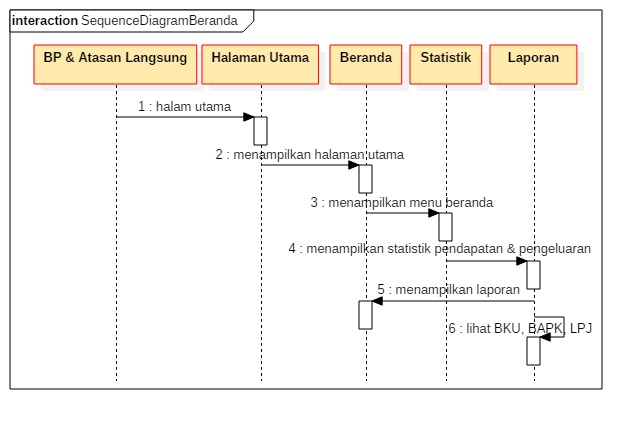 interaction SequenceDiagramBeranda
BP & Atasan Langsung
Halaman Utama
Beranda
Statistik
Laporan
1 : halam utama
2 : menampilkan halaman utama
3 : menampilkan menu beranda
4 : menampilkan statistik pendapatan & pengeluaran
5 : menampilkan laporan
6 : lihat BKU, BAPK, LPJ